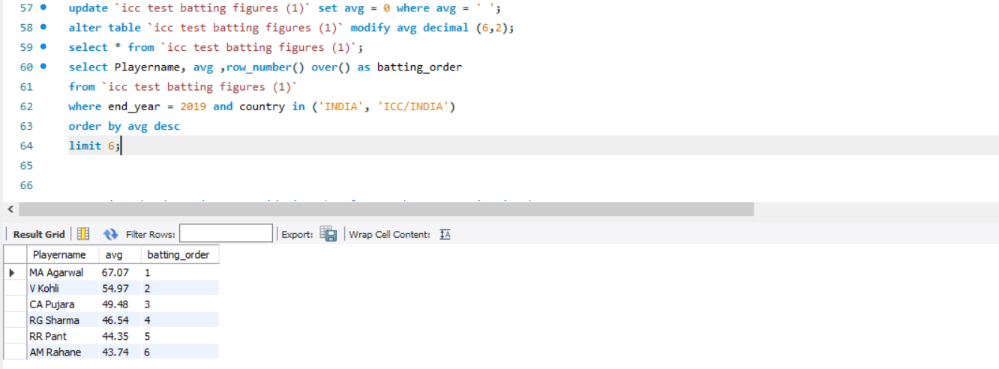 57 update `icc test batting figures (1)` set avg = 0 where avg = ' ';
58 alter table `icc test batting figures (1)` modify avg decimal (6,2);
59 select * from `icc test batting figures (1)`;
60 select Playername, avg ,row_number() over() as batting_order
61 from `icc test batting figures (1)`
62 where end_year = 2019 and country in ('INDIA', 'ICC/INDIA')
63 order by avg desc
64 limit 6;
65
66
Result Grid Filter Rows: Export: Wrap Cell Content: IA
Playername avg batting_order
MA Agarwal 67.07 1
V Kohli 54.97 2
CA Pujara 49.48 3
RG Sharma 46.54 4
RR Pant 44.35 5
AM Rahane 43.74 6